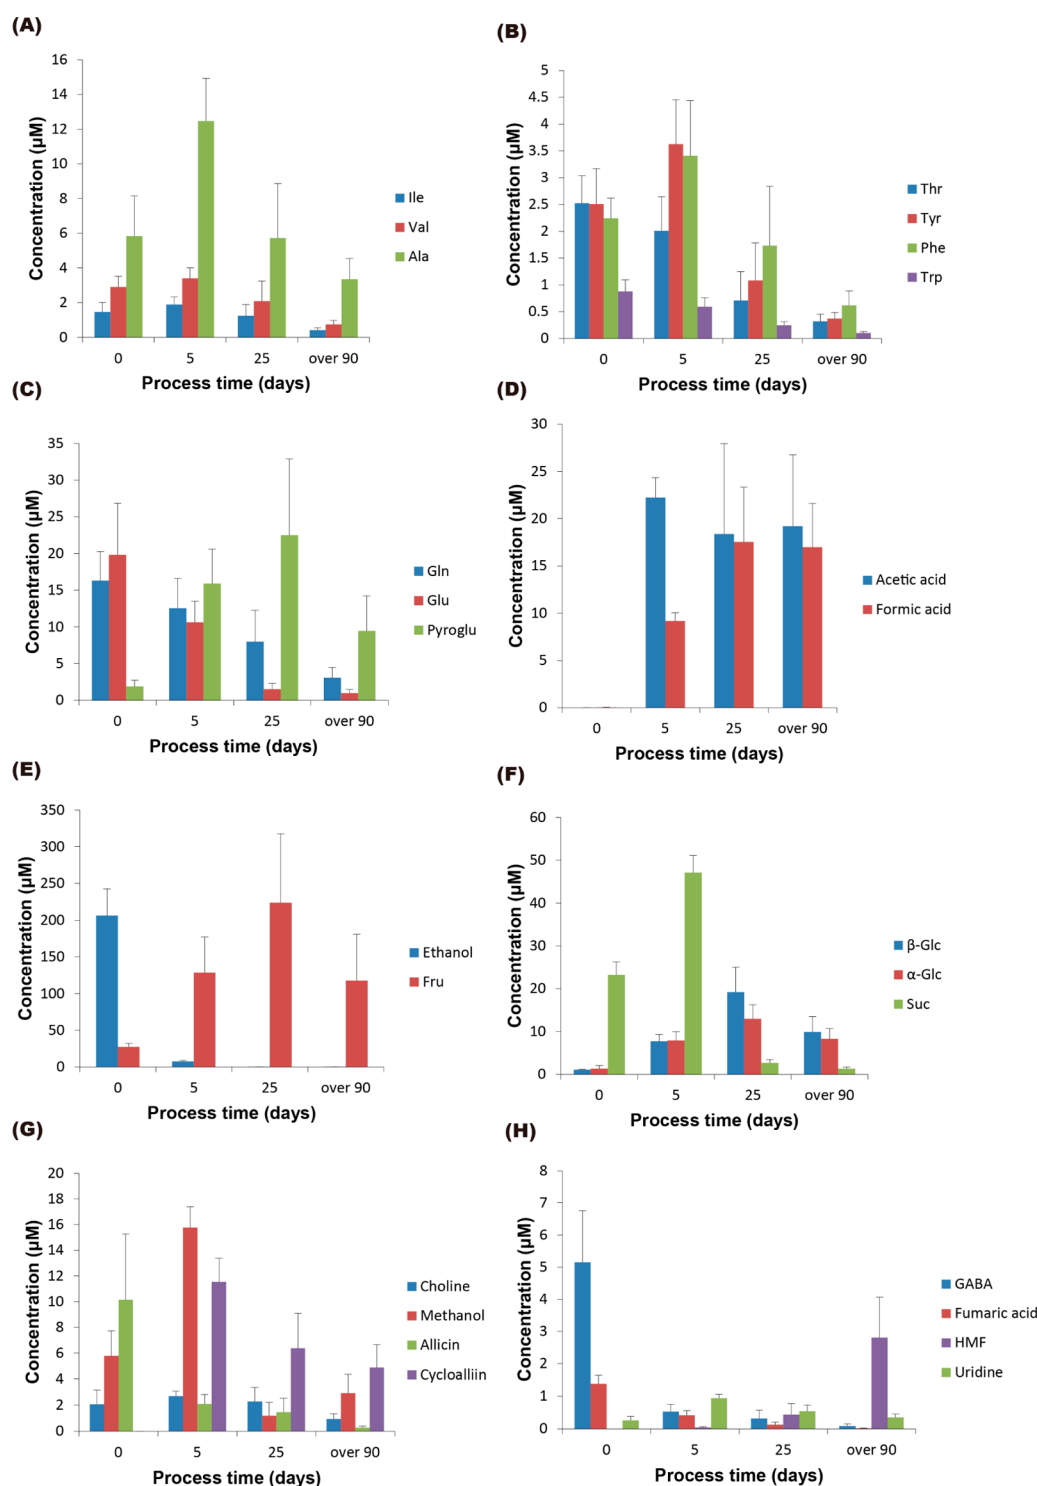 (A)
Concentration (µM)
16
14
12
10
8
6
4
2
0
0 5 25 over 90
Process time (days)
Ile
Val
Ala
(B)
Concentration (µM)
5
4.5
4
3.5
3
2.5
2
1.5
1
0.5
0
0 5 25 over 90
Process time (days)
Thr
Tyr
Phe
Trp
(C)
Concentration (µM)
35
30
25
20
15
10
5
0
0 5 25 over 90
Process time (days)
Gln
Glu
Pyroglu
(D)
Concentration (µM)
30
25
20
15
10
5
0
0 5 25 over 90
Process time (days)
Acetic acid
Formic acid
(E)
Concentration (µM)
350
300
250
200
150
100
50
0
0 5 25 over 90
Process time (days)
Ethanol
Fru
(F)
Concentration (µM)
60
50
40
30
20
10
0
0 5 25 over 90
Process time (days)
β-Glc
α-Glc
Suc
(G)
Concentration (µM)
20
18
16
14
12
10
8
6
4
2
0
0 5 25 over 90
Process time (days)
Choline
Methanol
Allicin
Cycloalliin
(H)
Concentration (µM)
8
7
6
5
4
3
2
1
0
0 5 25 over 90
Process time (days)
GABA
Fumaric acid
HMF
Uridine